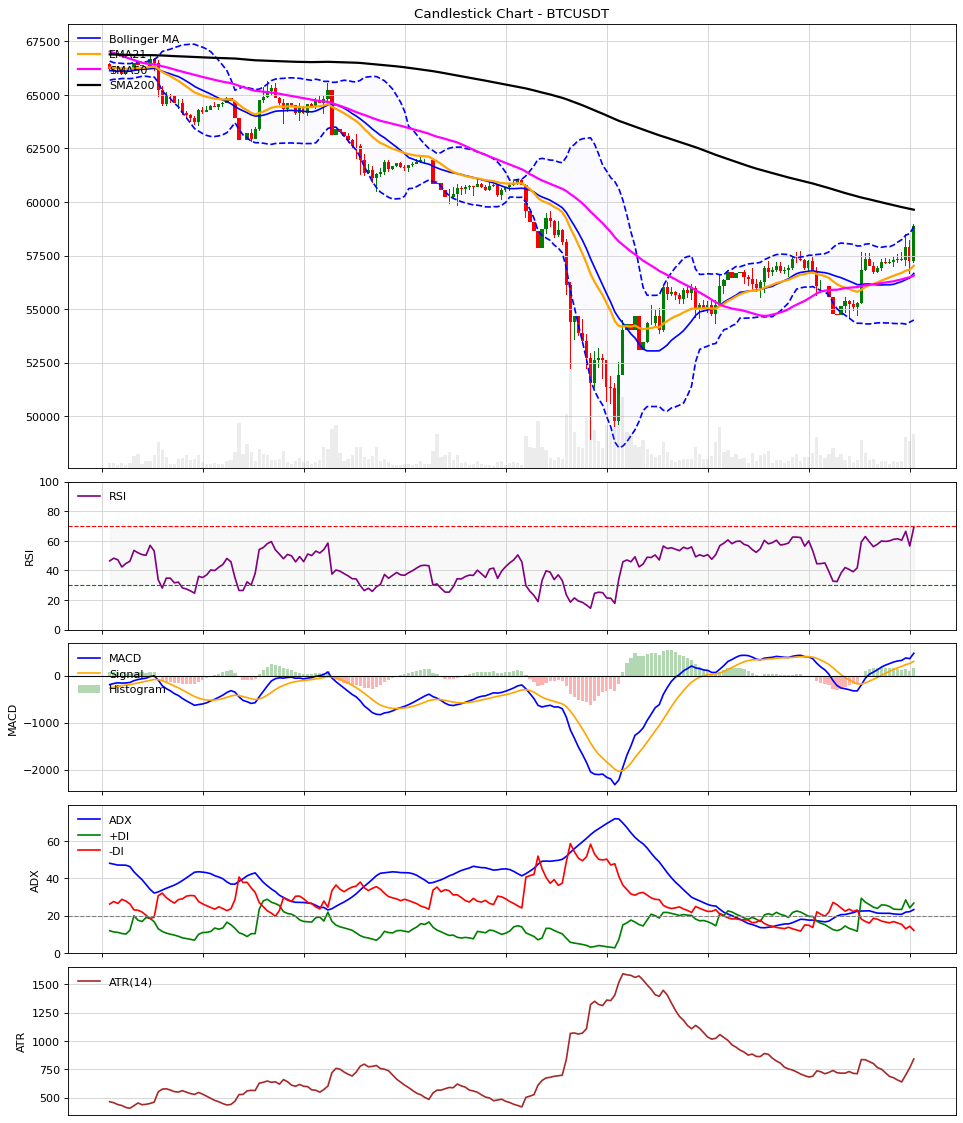 Candlestick Chart - BTCUSDT
Bollinger MA
EMA21
SMA50
SMA200
67500
65000
62500
60000
57500
55000
52500
50000
RSI
RSI
100
80
60
40
20
0
MACD
Signal
Histogram
MACD
0
−1000
−2000
ADX
+DI
-DI
ADX
60
40
20
0
ATR(14)
ATR
1500
1250
1000
750
500